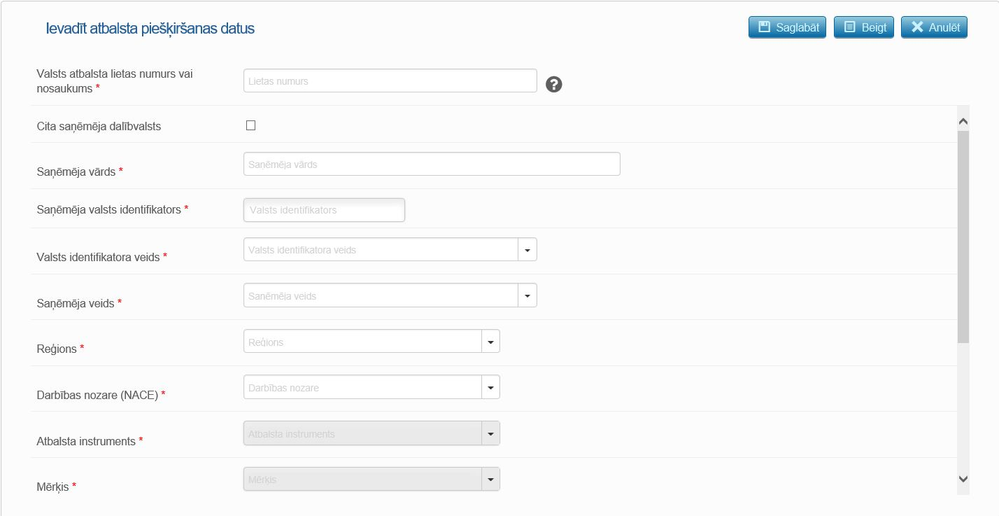 Ievadīt atbalsta piešķiršanas datus
Saglabāt
Beigt
Anulēt
Valsts atbalsta lietas numurs vai
nosaukums *
Lietas numurs
?
Cita saņēmēja dalībvalsts
Saņēmēja vārds *
Saņēmēja vārds
Saņēmēja valsts identifikators *
Valsts identifikators
Valsts identifikatora veids *
Valsts identifikatora veids
Saņēmēja veids *
Saņēmēja veids
Reģions *
Reģions
Darbības nozare (NACE) *
Darbības nozare
Atbalsta instruments *
Atbalsta instruments
Mērķis *
Mērķis